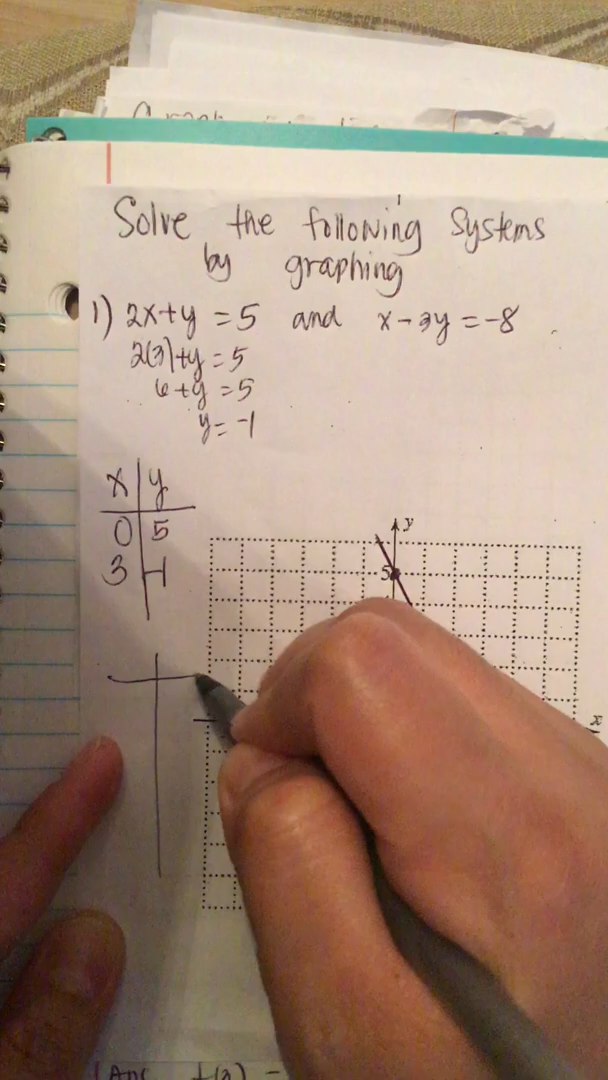 Solve the following systems
by graphing
1) 2x+y = 5 and x-3y = -8
2(3)+y = 5
6+y = 5
y = -1
x y
0 5
3 -1
y
5
x